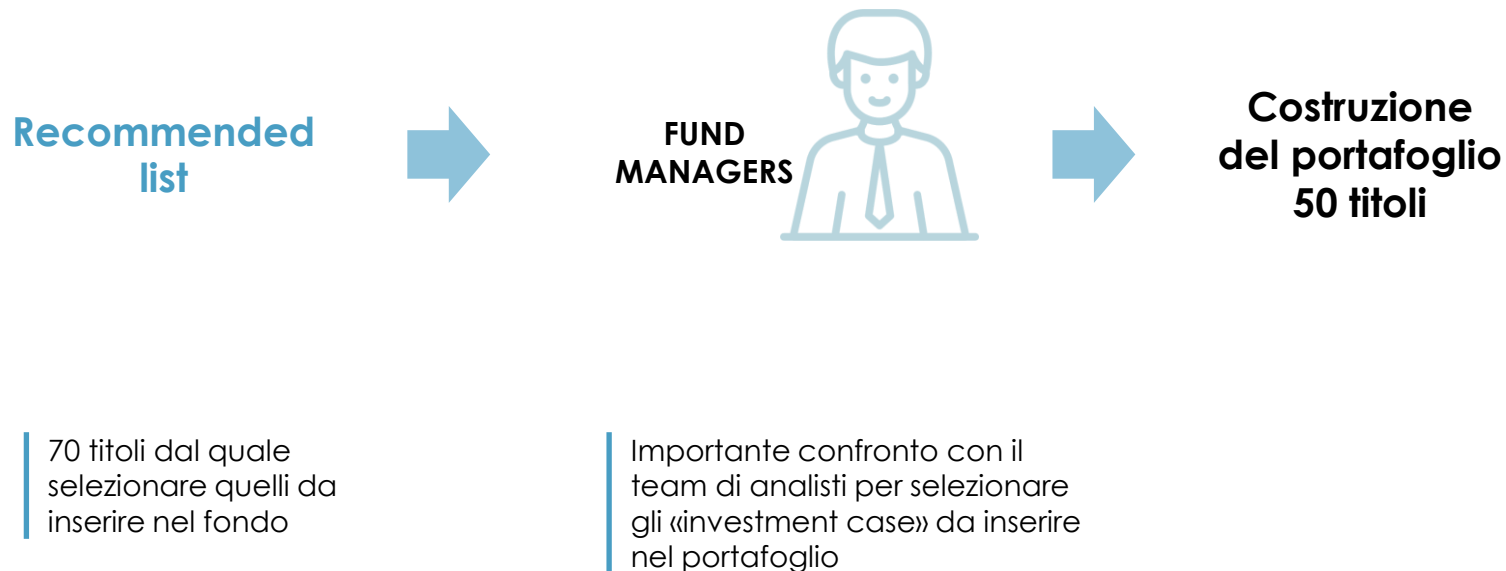 Recommended
list
FUND
MANAGERS
Costruzione
del portafoglio
50 titoli
70 titoli dal quale
selezionare quelli da
inserire nel fondo
Importante confronto con il
team di analisti per selezionare
gli «investment case» da inserire
nel portafoglio